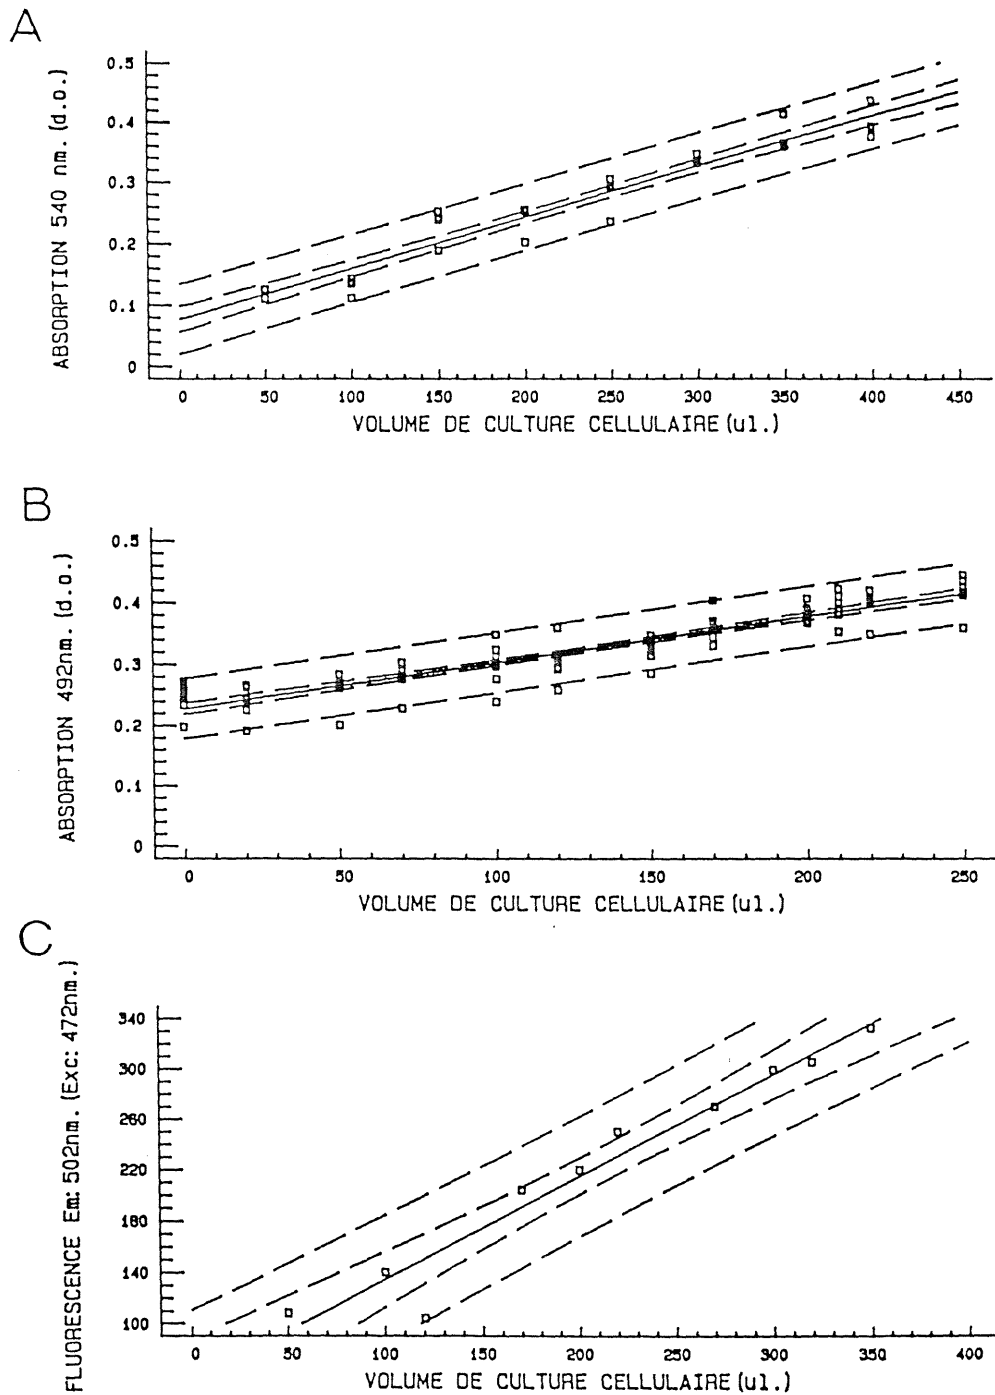 A
ABSORPTION 540 nm. (d.o.)
0.5
0.4
0.3
0.2
0.1
0
0 50 100 150 200 250 300 350 400 450
VOLUME DE CULTURE CELLULAIRE (ul.)
B
ABSORPTION 492nm. (d.o.)
0.5
0.4
0.3
0.2
0.1
0
0 50 100 150 200 250
VOLUME DE CULTURE CELLULAIRE (ul.)
C
FLUORESCENCE Em: 502nm. (Exc: 472nm.)
340
300
260
220
180
140
100
0 50 100 150 200 250 300 350 400
VOLUME DE CULTURE CELLULAIRE (ul.)